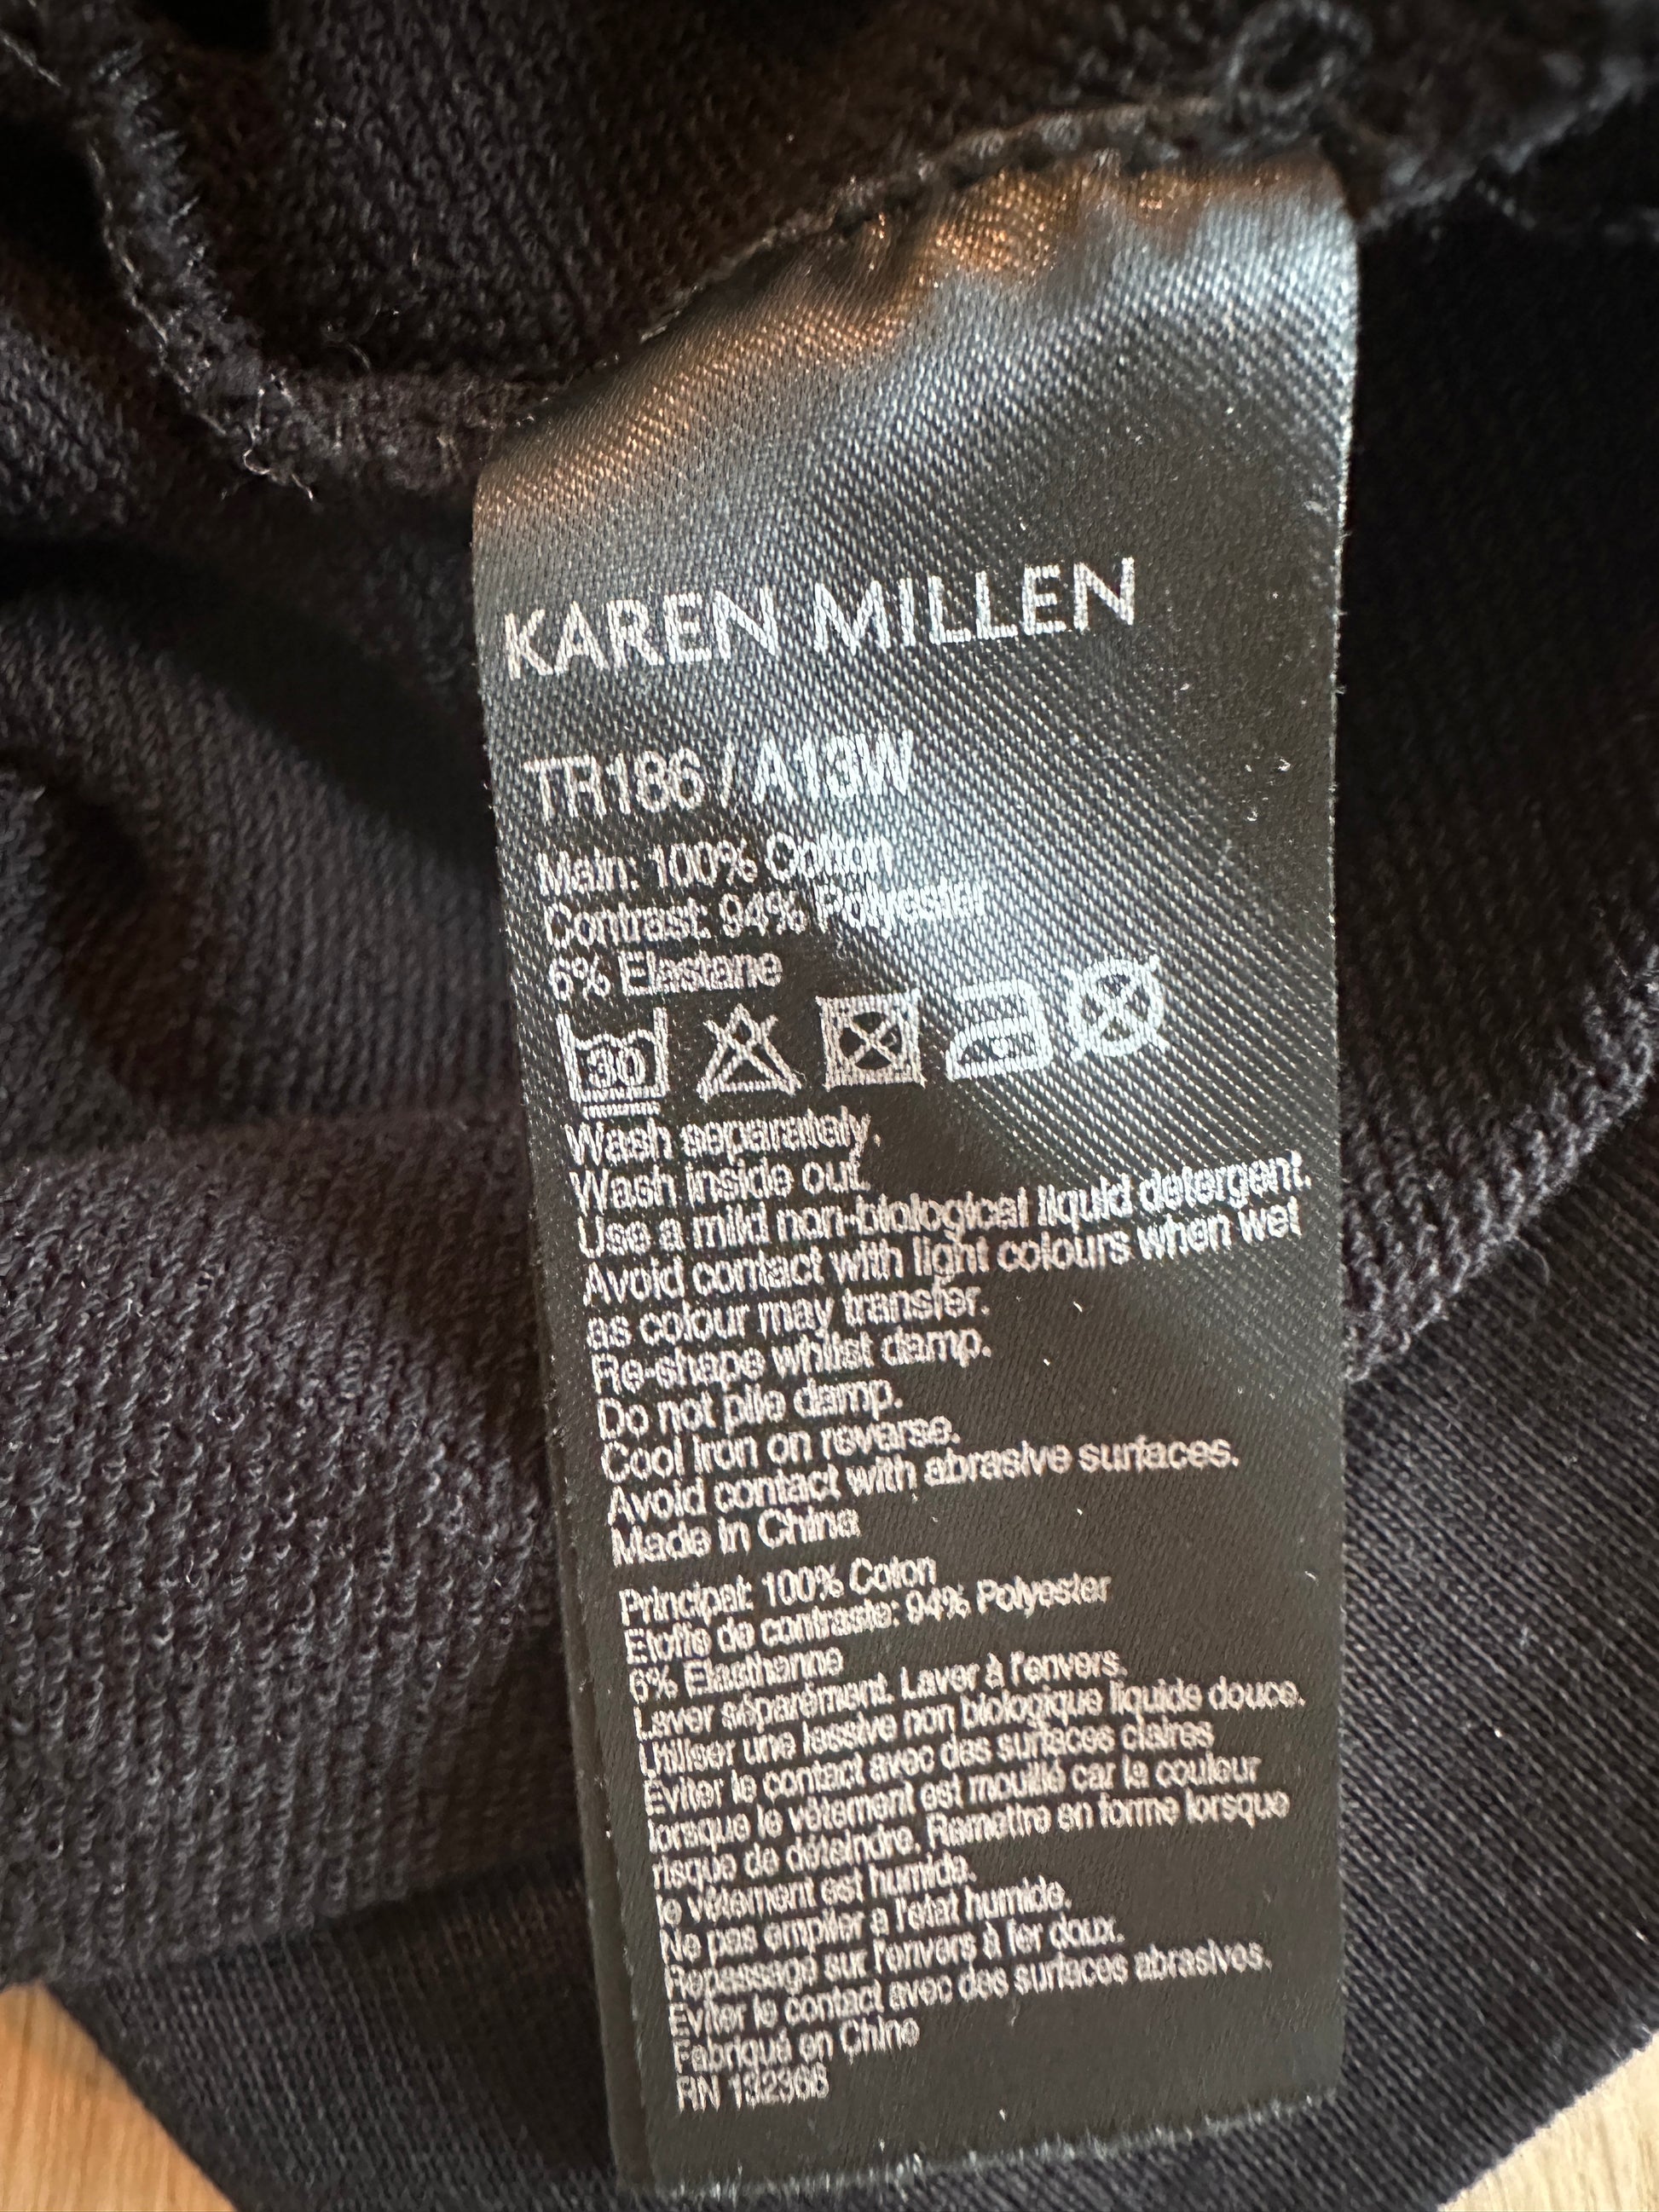 KAREN MILLEN
TR186 / A13W
Main: 100% Cotton
Contrast: 94% Polyester
6% Elastane
30
Wash separately.
Wash inside out.
Use a mild non-biological liquid detergent.
Avoid contact with light colours when wet
as colour may transfer.
Re-shape whilst damp.
Do not pile damp.
Cool iron on reverse.
Avoid contact with abrasive surfaces.
Made in China
Principal: 100% Coton
Etoffe de contraste: 94% Polyester
6% Elasthanne
Laver séparément. Laver à l'envers.
Utiliser une lessive non biologique liquide douce.
Eviter le contact avec des surfaces claires
lorsque le vêtement est mouillé car la couleur
risque de déteindre. Remettre en forme lorsque
le vêtement est humide.
Ne pas empiler a l'etat humide.
Repassage sur l'envers à fer doux.
Eviter le contact avec des surfaces abrasives.
Fabriqué en Chine
RN 132368